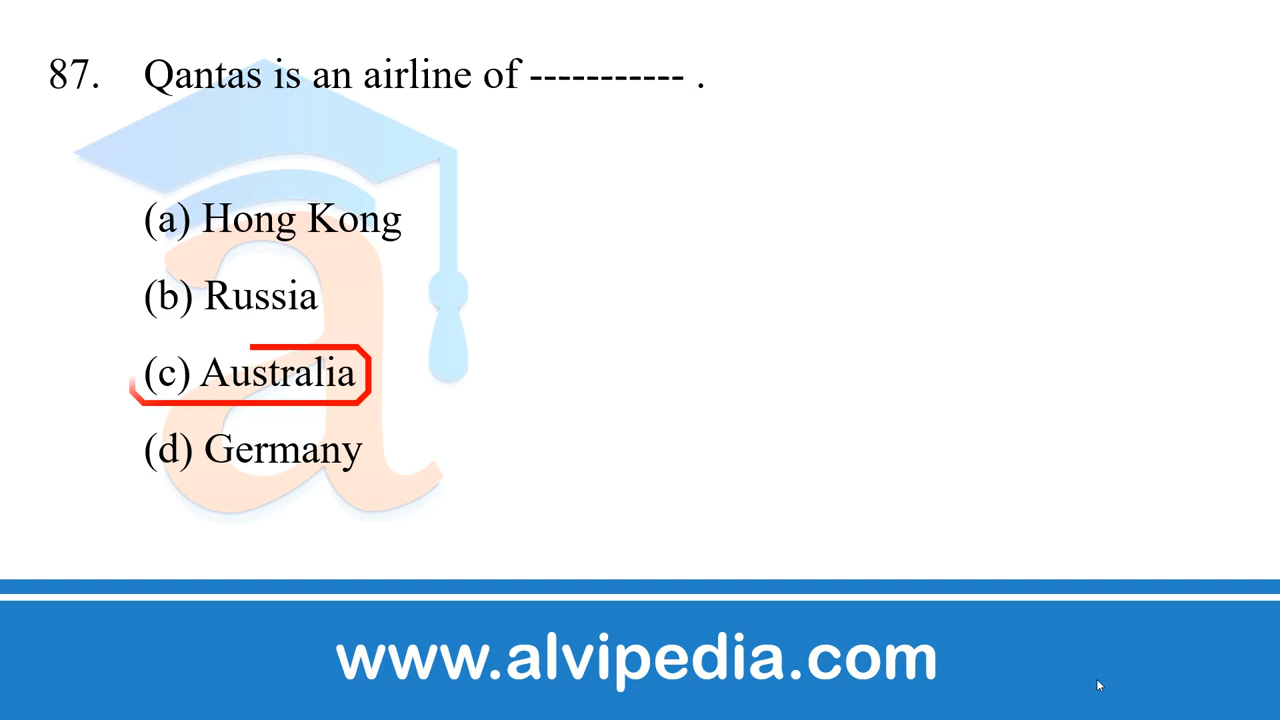 87. Qantas is an airline of ----------- .
(a) Hong Kong
(b) Russia
(c) Australia
(d) Germany
www.alvipedia.com